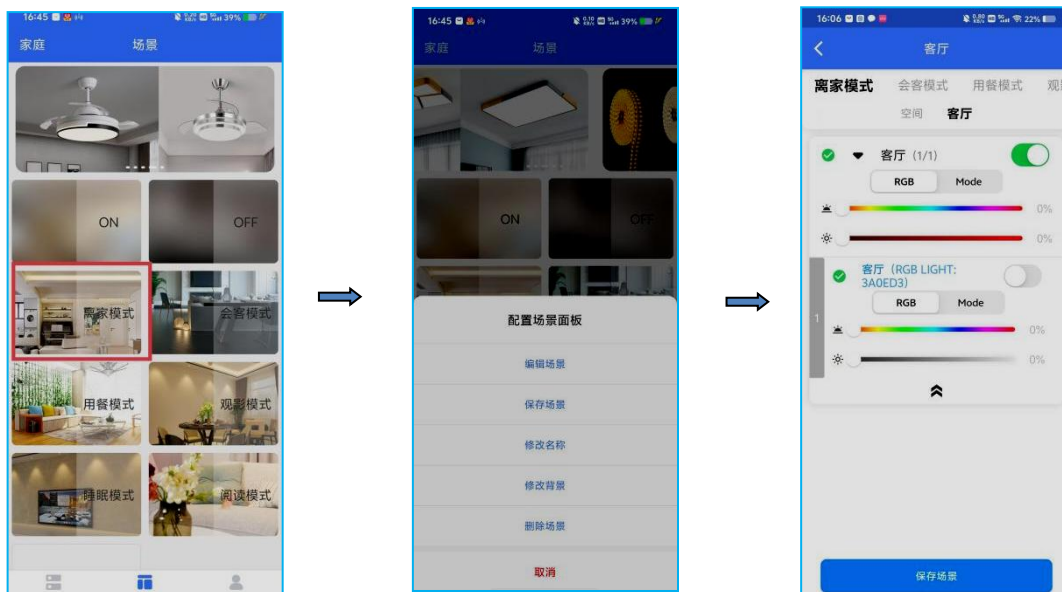 16:45
39%
家庭 场景
ON OFF
离家模式 会客模式
用餐模式 观影模式
睡眠模式 阅读模式
16:45
39%
家庭 场景
ON OFF
配置场景面板
编辑场景
保存场景
修改名称
修改背景
删除场景
取消
16:06
22%
客厅
离家模式 会客模式 用餐模式 观
空间 客厅
客厅 (1/1)
RGB Mode
0%
0%
1
客厅 (RGB LIGHT:
3A0ED3)
RGB Mode
0%
0%
保存场景